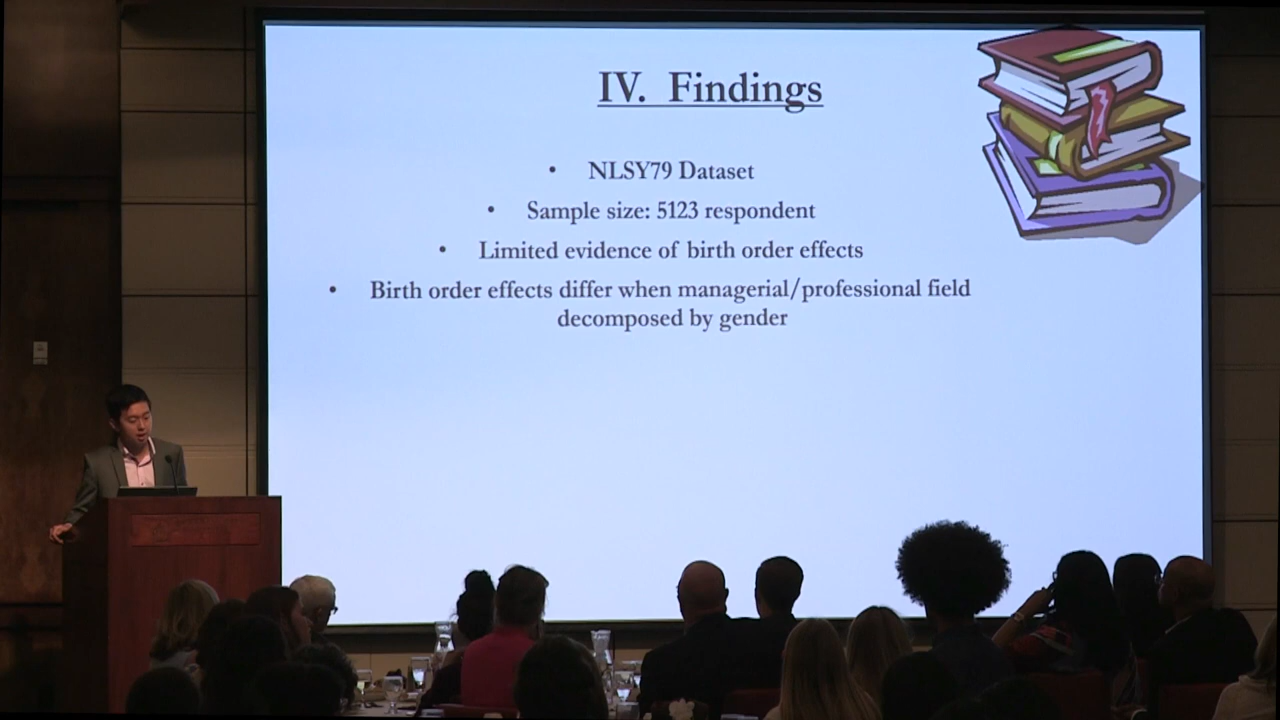 IV. Findings
• NLSY79 Dataset
• Sample size: 5123 respondent
• Limited evidence of birth order effects
• Birth order effects differ when managerial/professional field
decomposed by gender